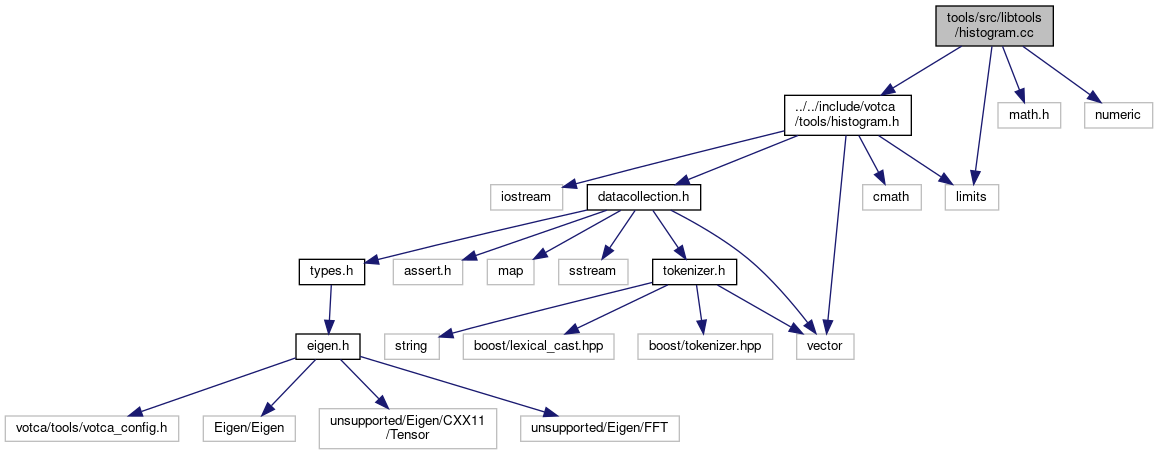 tools/src/libtools
/histogram.cc
../../include/votca
/tools/histogram.h
math.h
numeric
iostream
datacollection.h
cmath
limits
types.h
assert.h
map
sstream
tokenizer.h
eigen.h
string
boost/lexical_cast.hpp
boost/tokenizer.hpp
vector
votca/tools/votca_config.h
Eigen/Eigen
unsupported/Eigen/CXX11
/Tensor
unsupported/Eigen/FFT